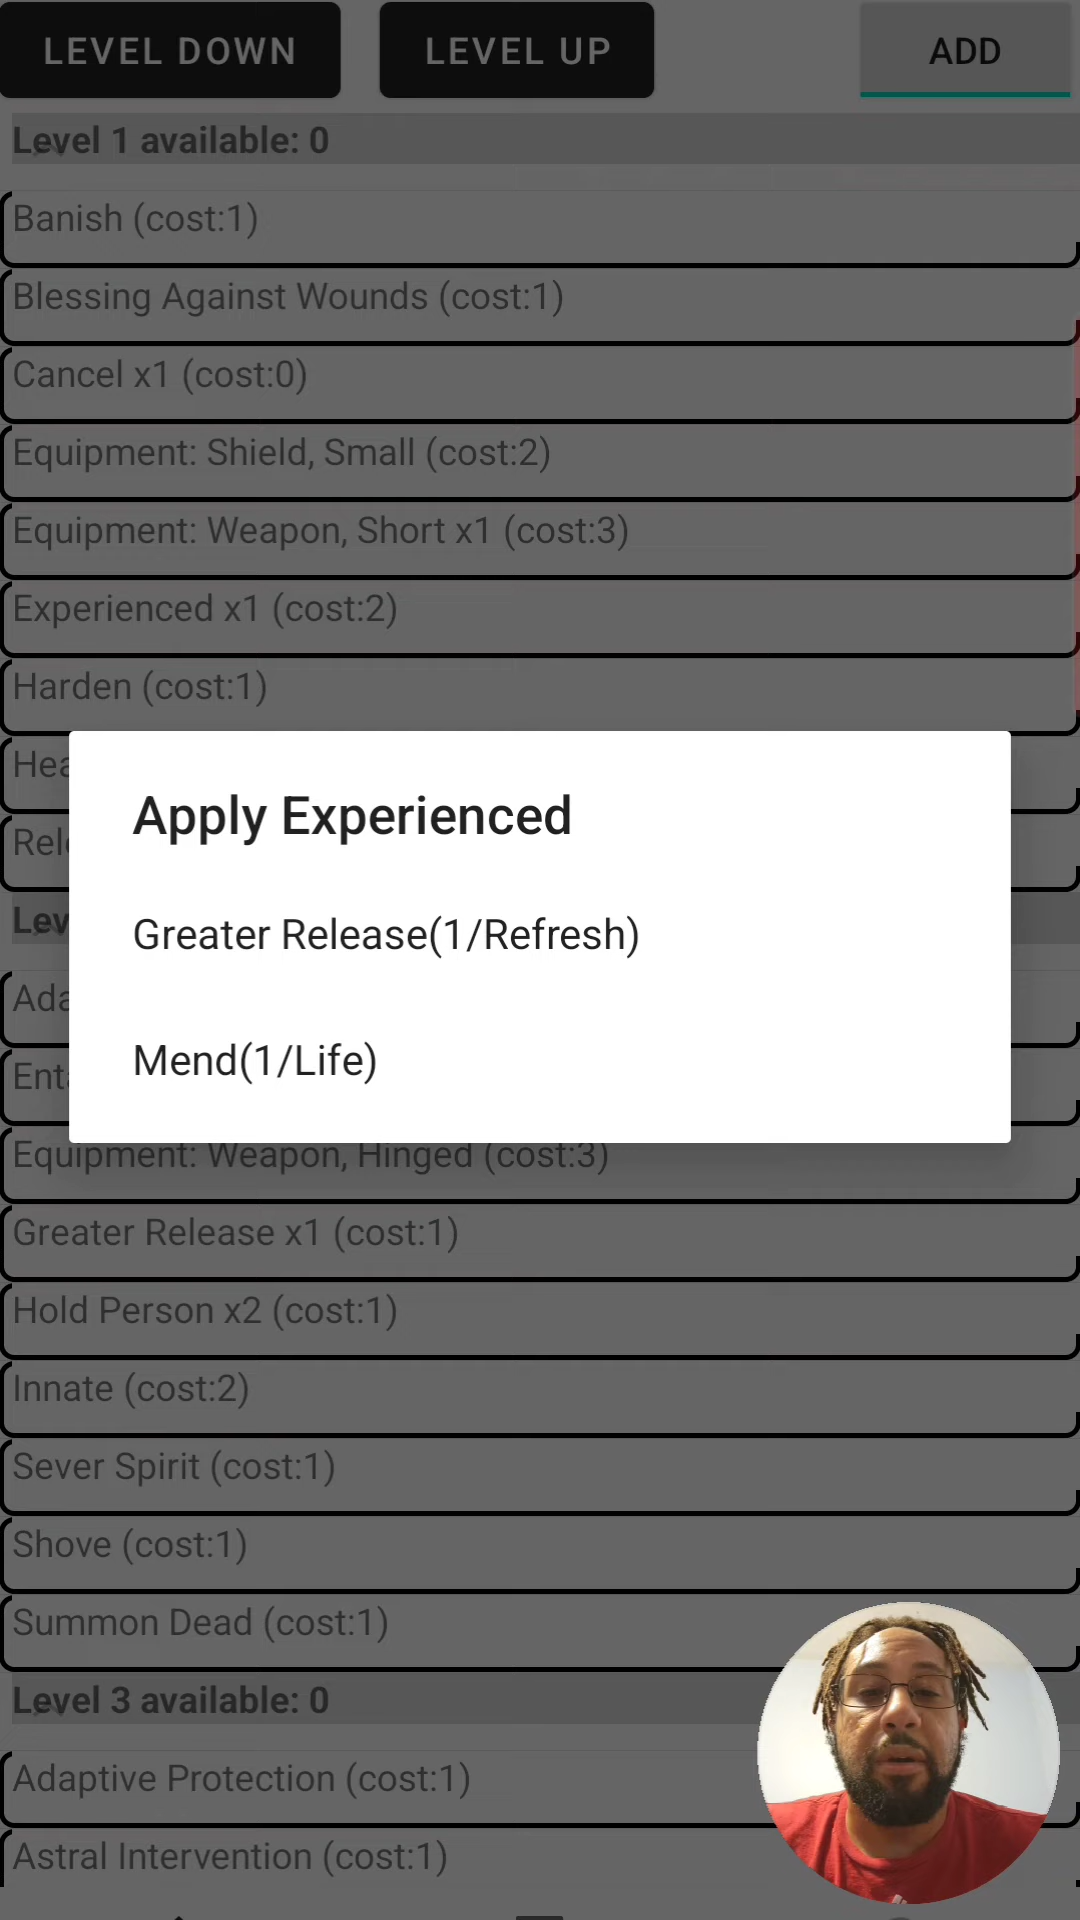 LEVEL DOWN
LEVEL UP
ADD
Level 1 available: 0
Banish (cost:1)
Blessing Against Wounds (cost:1)
Cancel x1 (cost:0)
Equipment: Shield, Small (cost:2)
Equipment: Weapon, Short x1 (cost:3)
Experienced x1 (cost:2)
Harden (cost:1)
Apply Experienced
Greater Release(1/Refresh)
Mend(1/Life)
Equipment: Weapon, Hinged (cost:3)
Greater Release x1 (cost:1)
Hold Person x2 (cost:1)
Innate (cost:2)
Sever Spirit (cost:1)
Shove (cost:1)
Summon Dead (cost:1)
Level 3 available: 0
Adaptive Protection (cost:1)
Astral Intervention (cost:1)